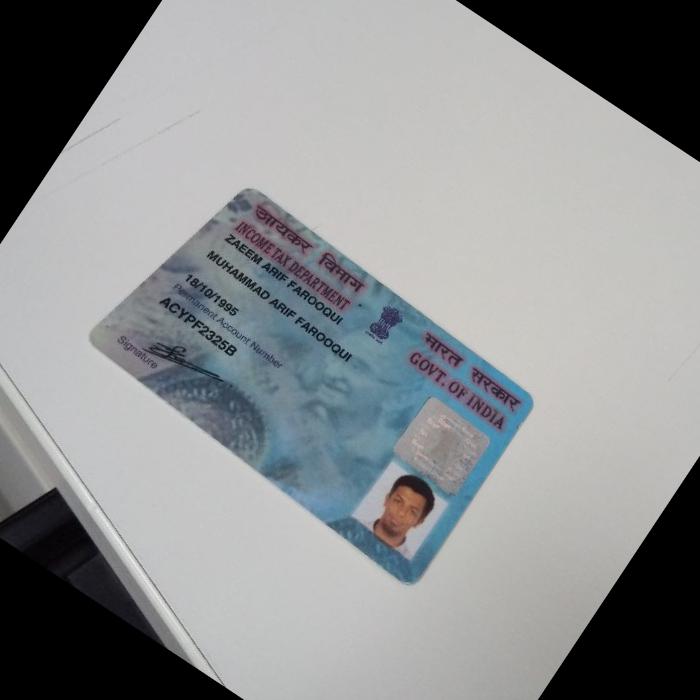 आयकर विभाग
INCOME TAX DEPARTMENT
भारत सरकार
GOVT. OF INDIA
ZAEEM ARIF FAROOQUI
MUHAMMAD ARIF FAROOQUI
18/10/1995
Permanent Account Number
ACYPF2325B
Signature